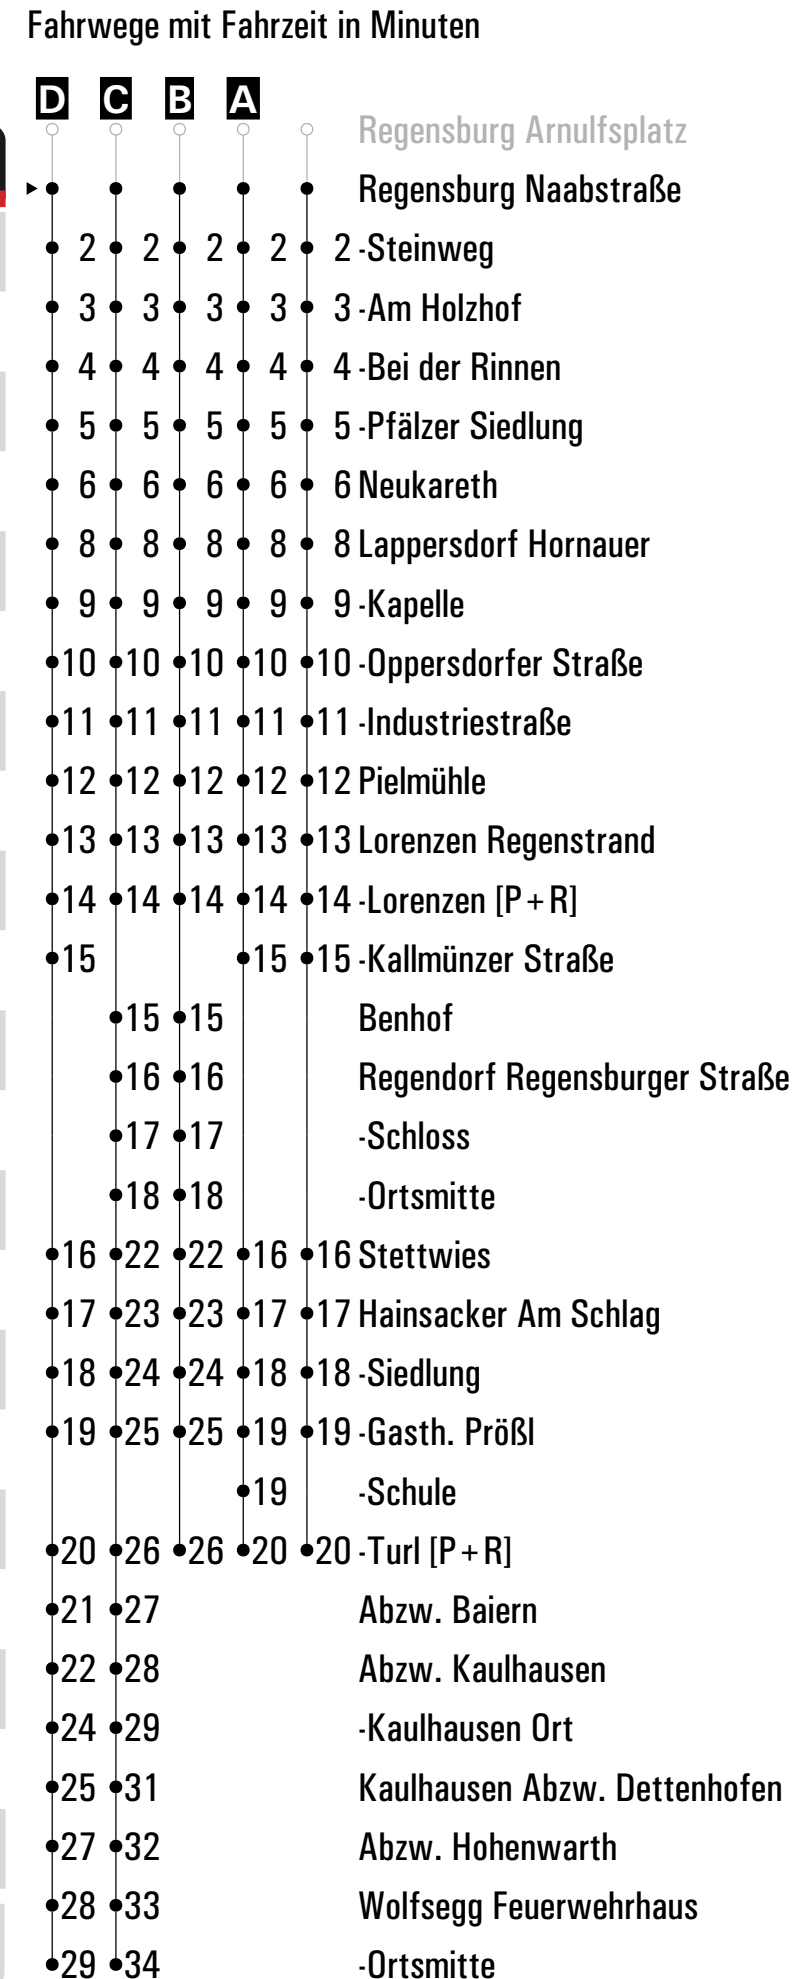 Fahrwege mit Fahrzeit in Minuten
D C B A
Regensburg Arnulfsplatz
Regensburg Naabstraße
2 2 2 2 2 -Steinweg
3 3 3 3 3 -Am Holzhof
4 4 4 4 4 -Bei der Rinnen
5 5 5 5 5 -Pfälzer Siedlung
6 6 6 6 6 Neukareth
8 8 8 8 8 Lappersdorf Hornauer
9 9 9 9 9 -Kapelle
10 10 10 10 10 -Oppersdorfer Straße
11 11 11 11 11 -Industriestraße
12 12 12 12 12 Pielmühle
13 13 13 13 13 Lorenzen Regenstrand
14 14 14 14 14 -Lorenzen [P+R]
15 15 15 -Kallmünzer Straße
15 15 Benhof
16 16 Regendorf Regensburger Straße
17 17 -Schloss
18 18 -Ortsmitte
16 22 22 16 16 Stettwies
17 23 23 17 17 Hainsacker Am Schlag
18 24 24 18 18 -Siedlung
19 25 25 19 19 -Gasth. Prößl
19 -Schule
20 26 26 20 20 -Turl [P+R]
21 27 Abzw. Baiern
22 28 Abzw. Kaulhausen
24 29 -Kaulhausen Ort
25 31 Kaulhausen Abzw. Dettenhofen
27 32 Abzw. Hohenwarth
28 33 Wolfsegg Feuerwehrhaus
29 34 -Ortsmitte